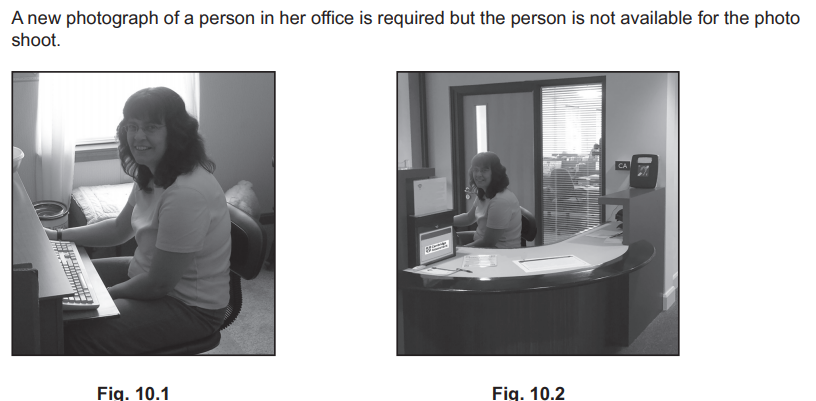 A new photograph of a person in her office is required but the person is not available for the photo
shoot.
CA
Fig. 10.1
Fig. 10.2